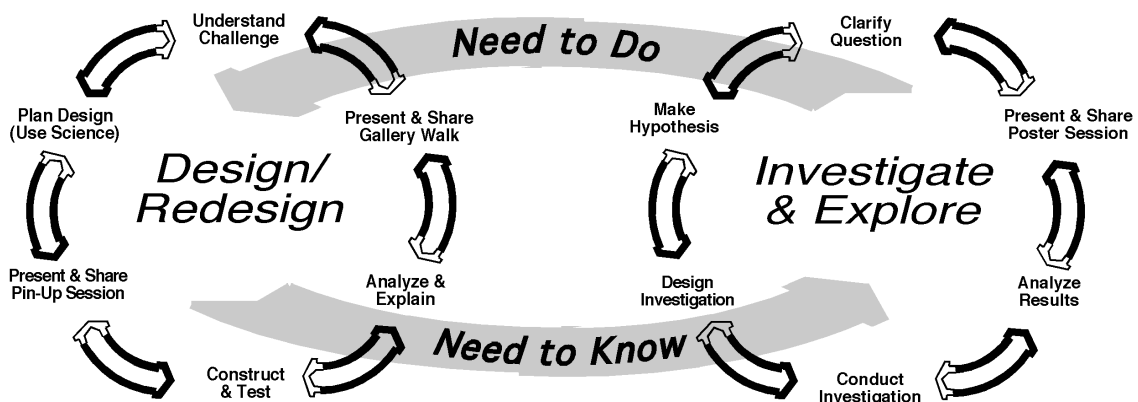 Need to Do
Understand
Challenge
Plan Design
(Use Science)
Present & Share
Gallery Walk
Design/
Redesign
Present & Share
Pin-Up Session
Analyze &
Explain
Construct
& Test
Clarify
Question
Make
Hypothesis
Present & Share
Poster Session
Investigate
& Explore
Design
Investigation
Analyze
Results
Conduct
Investigation
Need to Know